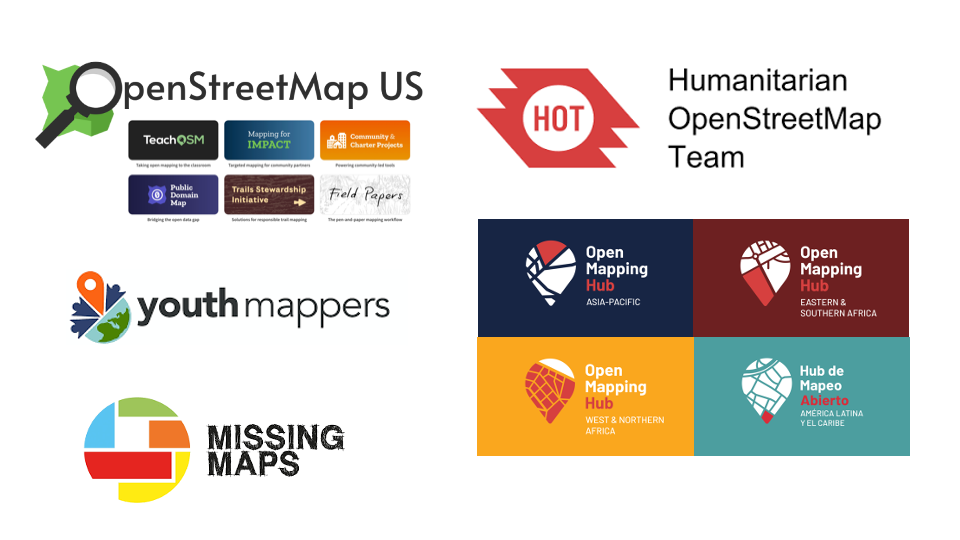 OpenStreetMap US
TeachOSM
Taking open mapping to the classroom
Mapping for
IMPACT
Targeted mapping for community partners
Community &
Charter Projects
Powering community-led tools
Public
Domain
Map
Bridging the open data gap
Trails Stewardship
Initiative
Solutions for responsible trail mapping
Field Papers
The pen-and-paper mapping workflow
youthmappers
MISSING
MAPS
HOT
Humanitarian
OpenStreetMap
Team
Open
Mapping
Hub
ASIA-PACIFIC
Open
Mapping
Hub
EASTERN &
SOUTHERN AFRICA
Open
Mapping
Hub
WEST & NORTHERN
AFRICA
Hub de
Mapeo
Abierto
AMÉRICA LATINA
Y EL CARIBE